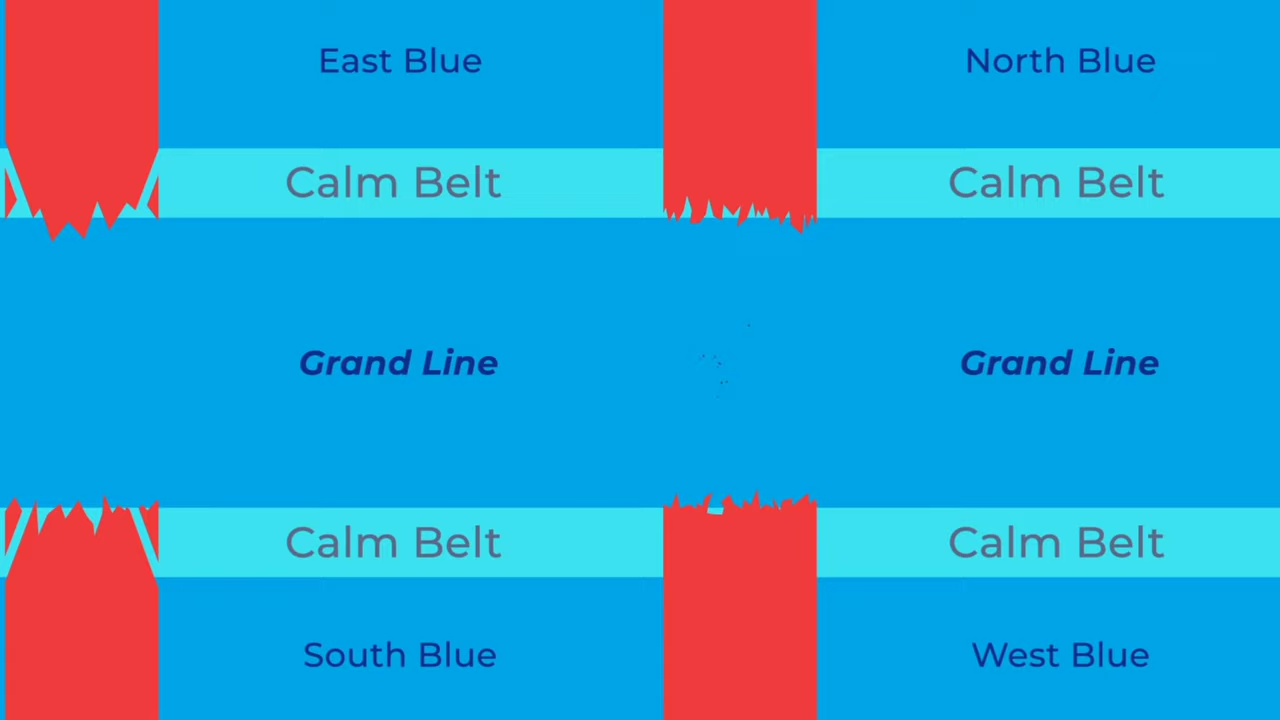 East Blue
North Blue
Calm Belt
Calm Belt
Grand Line
Grand Line
Calm Belt
Calm Belt
South Blue
West Blue